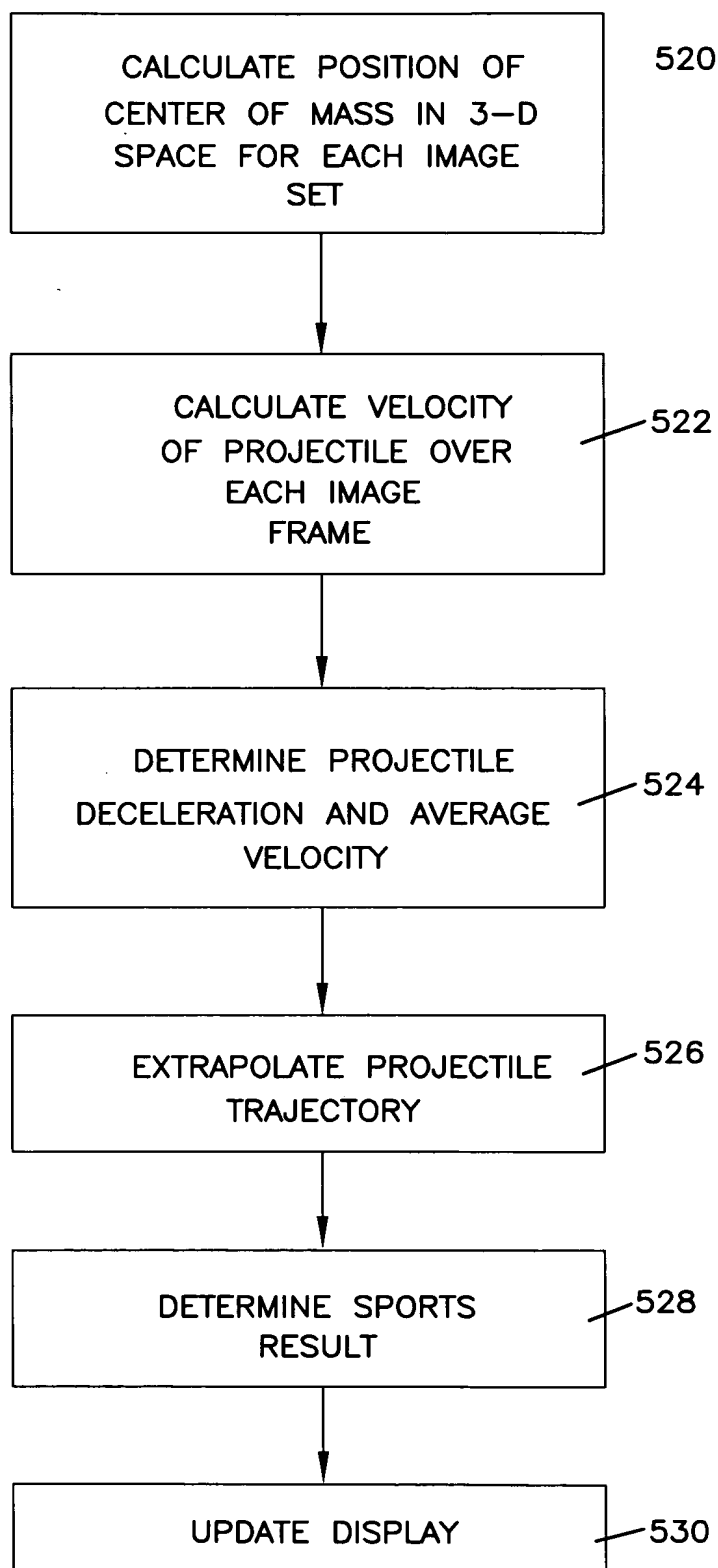 CALCULATE POSITION OF
CENTER OF MASS IN 3-D
SPACE FOR EACH IMAGE
SET
520
CALCULATE VELOCITY
OF PROJECTILE OVER
EACH IMAGE
FRAME
522
DETERMINE PROJECTILE
DECELERATION AND AVERAGE
VELOCITY
524
EXTRAPOLATE PROJECTILE
TRAJECTORY
526
DETERMINE SPORTS
RESULT
528
UPDATE DISPLAY
530